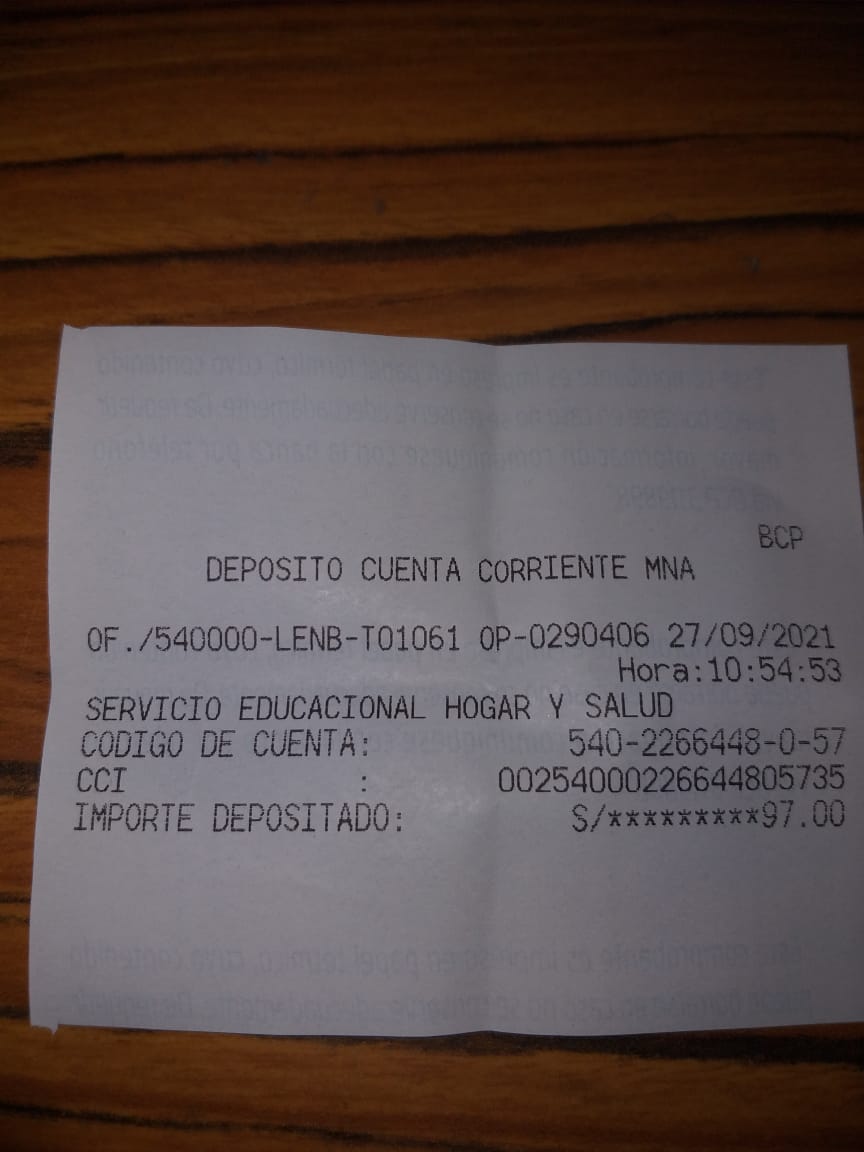 BCP
DEPOSITO CUENTA CORRIENTE MNA
OF./540000-LENB-T01061 OP-0290406 27/09/2021
Hora:10:54:53
SERVICIO EDUCACIONAL HOGAR Y SALUD
CODIGO DE CUENTA: 540-2266448-0-57
CCI : 00254000226644805735
IMPORTE DEPOSITADO: S/*********97.00